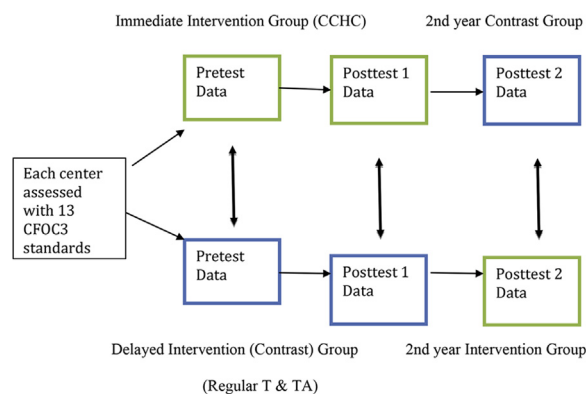 Immediate Intervention Group (CCHC)
2nd year Contrast Group
Pretest
Data
Posttest 1
Data
Posttest 2
Data
Each center
assessed
with 13
CFOC3
standards
Pretest
Data
Posttest 1
Data
Posttest 2
Data
Delayed Intervention (Contrast) Group
2nd year Intervention Group
(Regular T & TA)